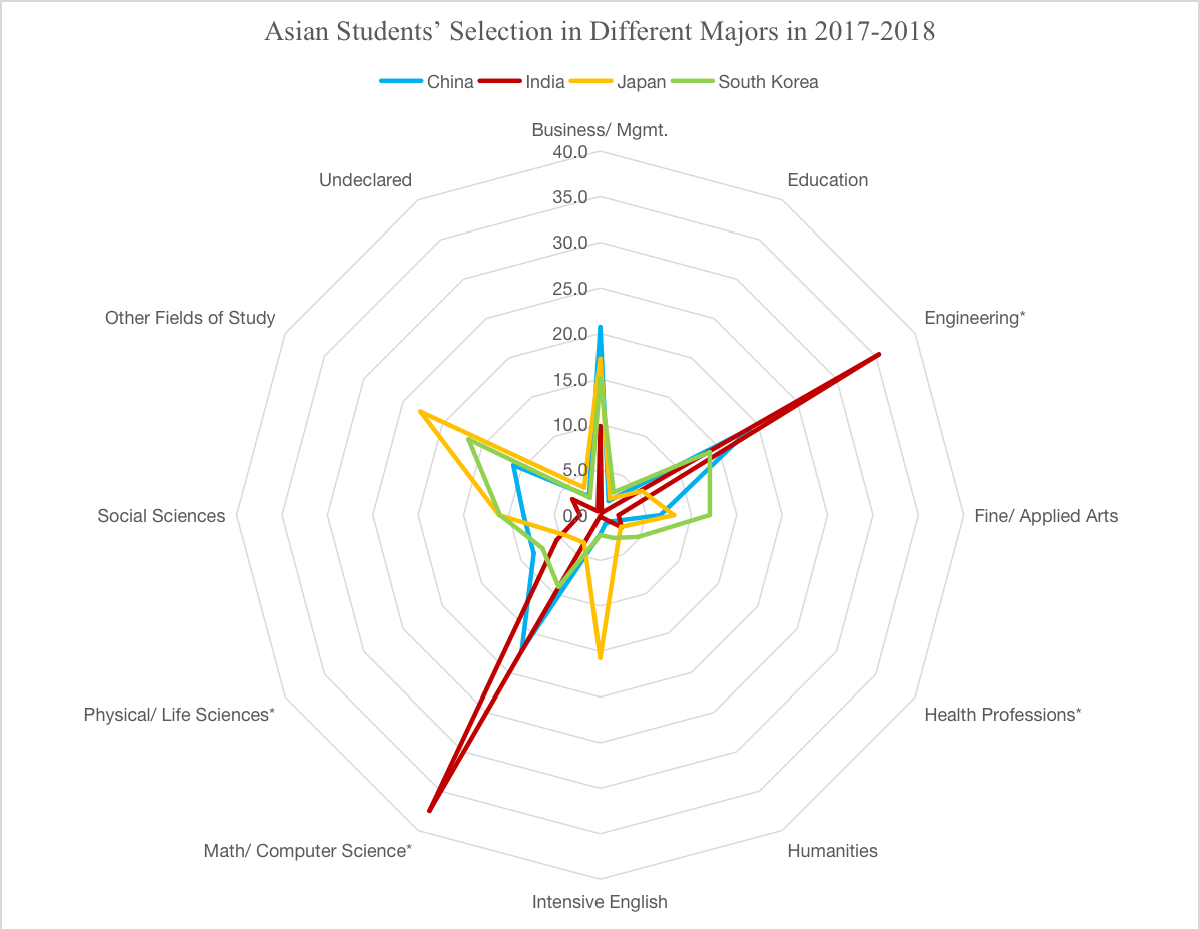 Asian Students’ Selection in Different Majors in 2017-2018
China India Japan South Korea
Business/ Mgmt.
40.0
Undeclared
Education
35.0
30.0
25.0
Other Fields of Study
Engineering*
20.0
15.0
10.0
5.0
0.0
Social Sciences
Fine/ Applied Arts
Physical/ Life Sciences*
Health Professions*
Math/ Computer Science*
Humanities
Intensive English